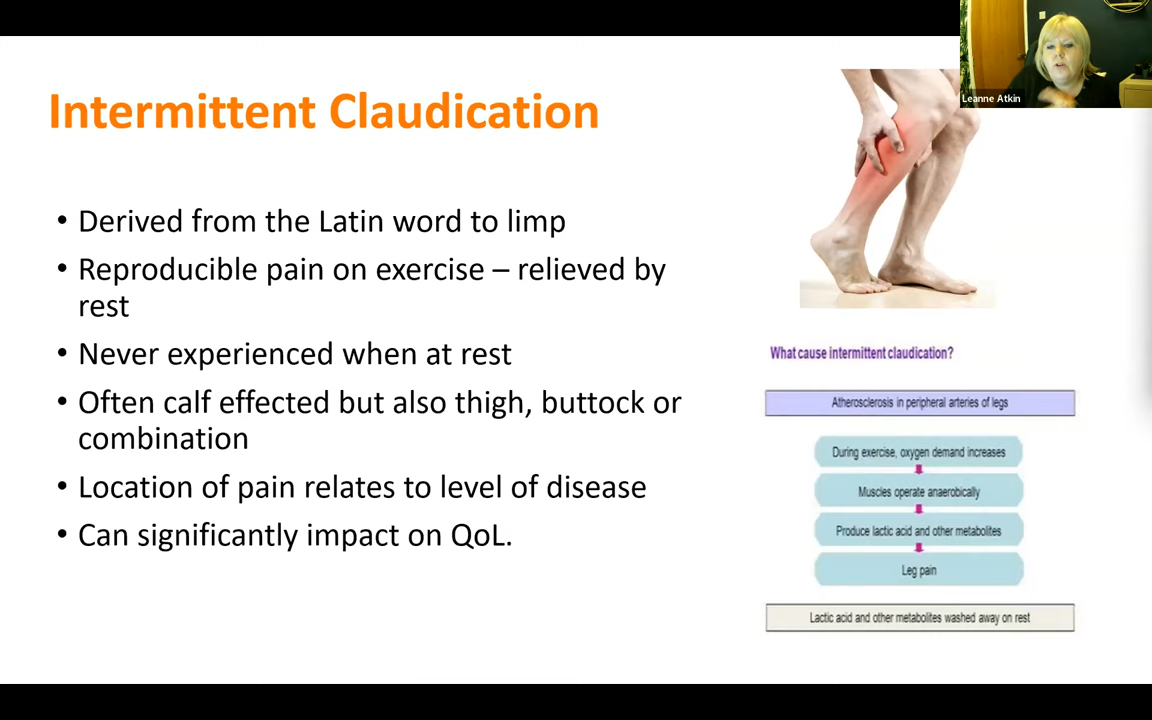 Leanne Atkin
Intermittent Claudication
• Derived from the Latin word to limp
• Reproducible pain on exercise – relieved by
rest
• Never experienced when at rest
• Often calf effected but also thigh, buttock or
combination
• Location of pain relates to level of disease
• Can significantly impact on QoL.
What cause intermittent claudication?
Atherosclerosis in peripheral arteries of legs
During exercise, oxygen demand increases
Muscles operate anaerobically
Produce lactic acid and other metabolites
Leg pain
Lactic acid and other metabolites washed away on rest